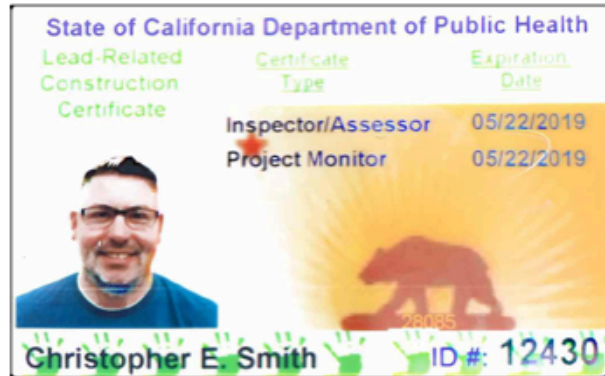 State of California Department of Public Health
Lead-Related
Construction
Certificate
Certificate
Type
Expiration
Date
Inspector/Assessor 05/22/2019
Project Monitor 05/22/2019
28085
Christopher E. Smith ID #: 12430